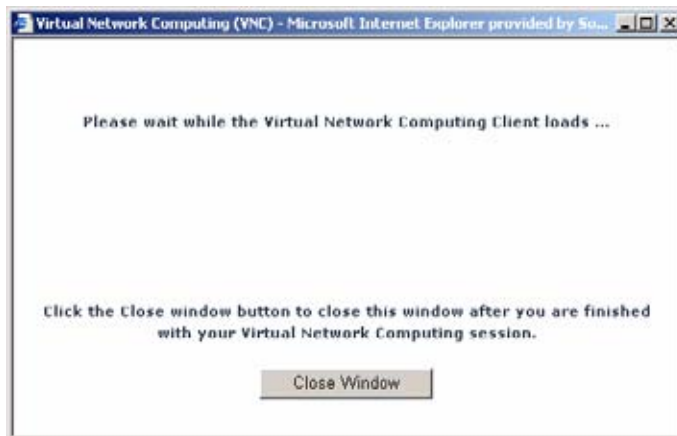 Virtual Network Computing (VNC) - Microsoft Internet Explorer provided by So...
Please wait while the Virtual Network Computing Client loads ...
Click the Close window button to close this window after you are finished
with your Virtual Network Computing session.
Close Window